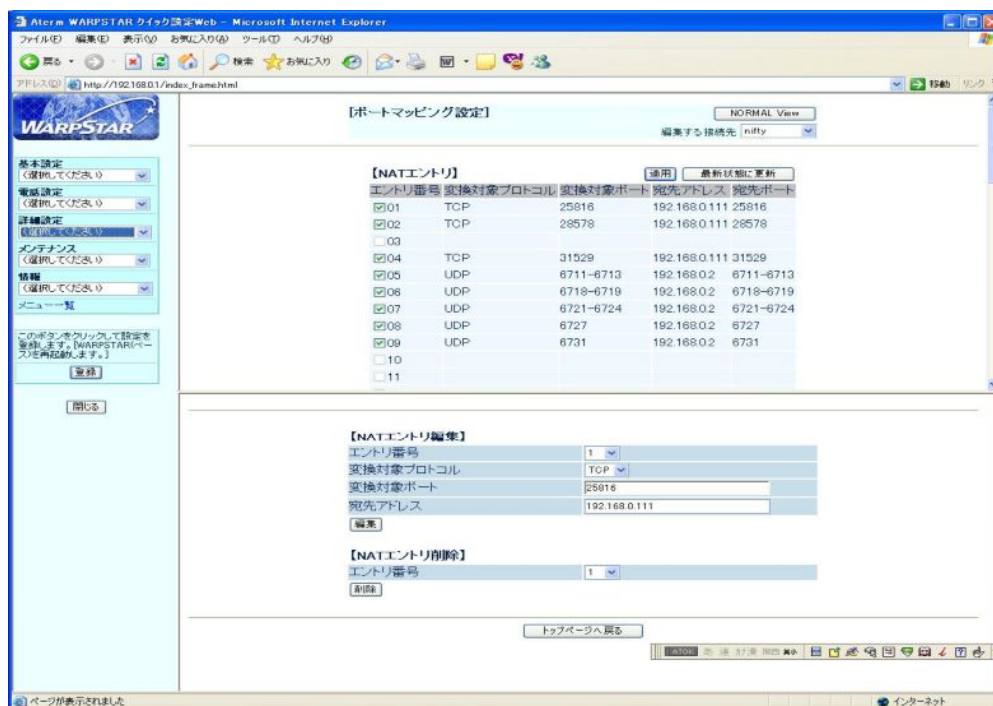 Aterm WARPSTAR クイック設定Web - Microsoft Internet Explorer
ファイル(F) 編集(E) 表示(V) お気に入り(A) ツール(T) ヘルプ(H)
戻る 検索 お気に入り
アドレス(D) http://192.168.0.1/index_frame.html 移動 リンク
WARPSTAR
基本設定
(選択してください)
電話設定
(選択してください)
詳細設定
(選択してください)
メンテナンス
(選択してください)
情報
(選択してください)
メニュー一覧
このボタンをクリックして設定を
登録します。[WARPSTAR(ベー
ス)を再起動します。]
登録
閉じる
[ポートマッピング設定] NORMAL View
編集する接続先 nifty
【NATエントリ】 適用 最新状態に更新
エントリ番号 変換対象プロトコル 変換対象ポート 宛先アドレス 宛先ポート
01 TCP 25816 192.168.0.111 25816
02 TCP 28578 192.168.0.111 28578
03
04 TCP 31529 192.168.0.111 31529
05 UDP 6711-6713 192.168.0.2 6711-6713
06 UDP 6718-6719 192.168.0.2 6718-6719
07 UDP 6721-6724 192.168.0.2 6721-6724
08 UDP 6727 192.168.0.2 6727
09 UDP 6731 192.168.0.2 6731
10
11
【NATエントリ編集】
エントリ番号 1
変換対象プロトコル TCP
変換対象ポート 25816
宛先アドレス 192.168.0.111
編集
【NATエントリ削除】
エントリ番号 1
削除
トップページへ戻る
ATOK
ページが表示されました インターネット